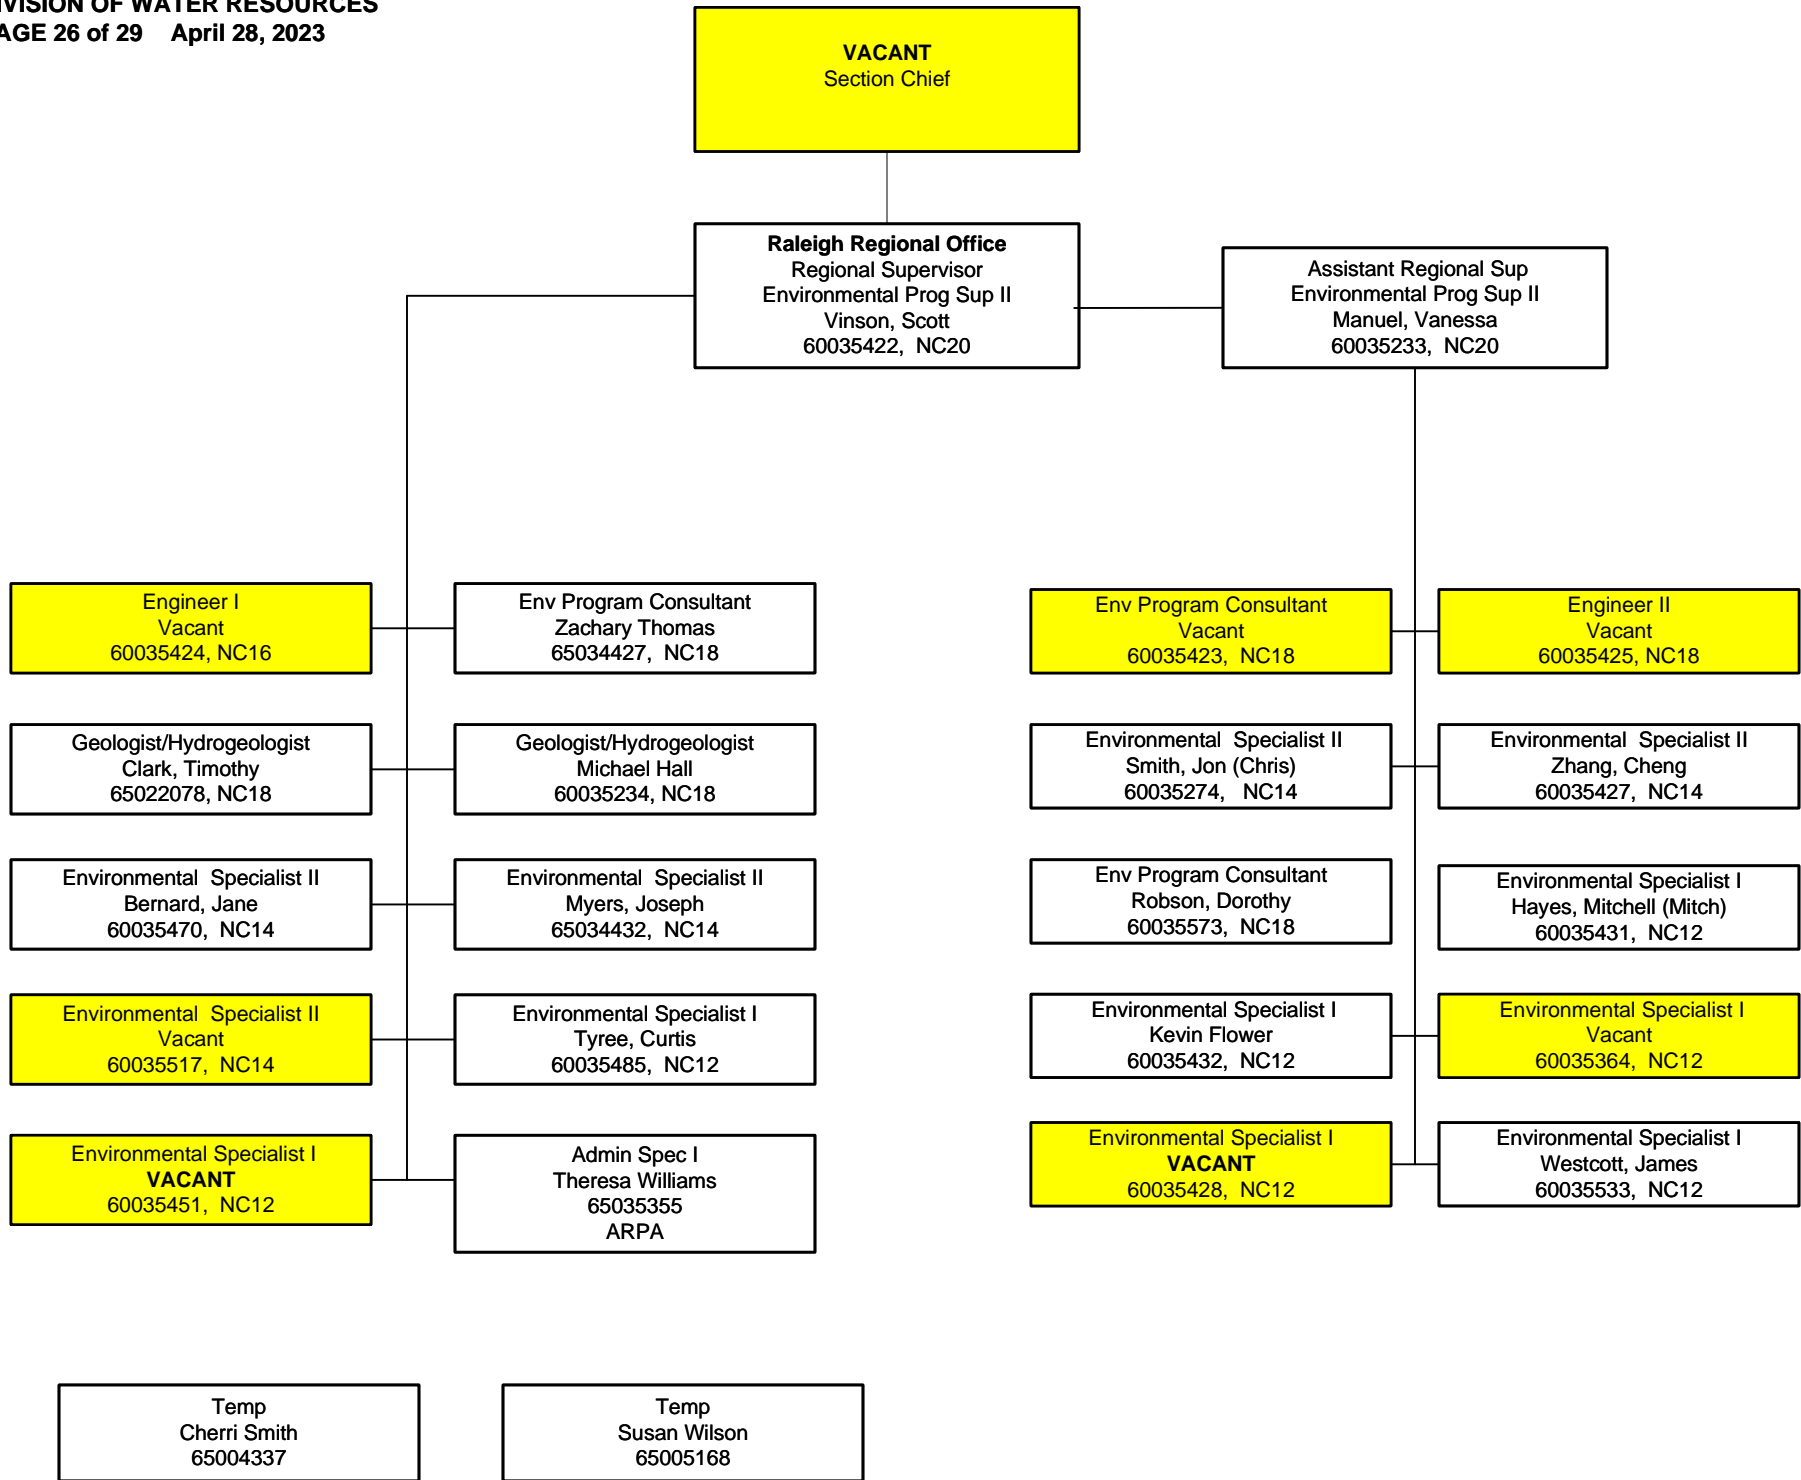 VISION OF WATER RESOURCES
AGE 26 of 29 April 28, 2023
VACANT
Section Chief
Raleigh Regional Office
Regional Supervisor
Environmental Prog Sup II
Vinson, Scott
60035422, NC20
Assistant Regional Sup
Environmental Prog Sup II
Manuel, Vanessa
60035233, NC20
Engineer I
Vacant
60035424, NC16
Env Program Consultant
Zachary Thomas
65034427, NC18
Env Program Consultant
Vacant
60035423, NC18
Engineer II
Vacant
60035425, NC18
Geologist/Hydrogeologist
Clark, Timothy
65022078, NC18
Geologist/Hydrogeologist
Michael Hall
60035234, NC18
Environmental Specialist II
Smith, Jon (Chris)
60035274, NC14
Environmental Specialist II
Zhang, Cheng
60035427, NC14
Environmental Specialist II
Bernard, Jane
60035470, NC14
Environmental Specialist II
Myers, Joseph
65034432, NC14
Env Program Consultant
Robson, Dorothy
60035573, NC18
Environmental Specialist I
Hayes, Mitchell (Mitch)
60035431, NC12
Environmental Specialist II
Vacant
60035517, NC14
Environmental Specialist I
Tyree, Curtis
60035485, NC12
Environmental Specialist I
Kevin Flower
60035432, NC12
Environmental Specialist I
Vacant
60035364, NC12
Environmental Specialist I
VACANT
60035451, NC12
Admin Spec I
Theresa Williams
65035355
ARPA
Environmental Specialist I
VACANT
60035428, NC12
Environmental Specialist I
Westcott, James
60035533, NC12
Temp
Cherri Smith
65004337
Temp
Susan Wilson
65005168